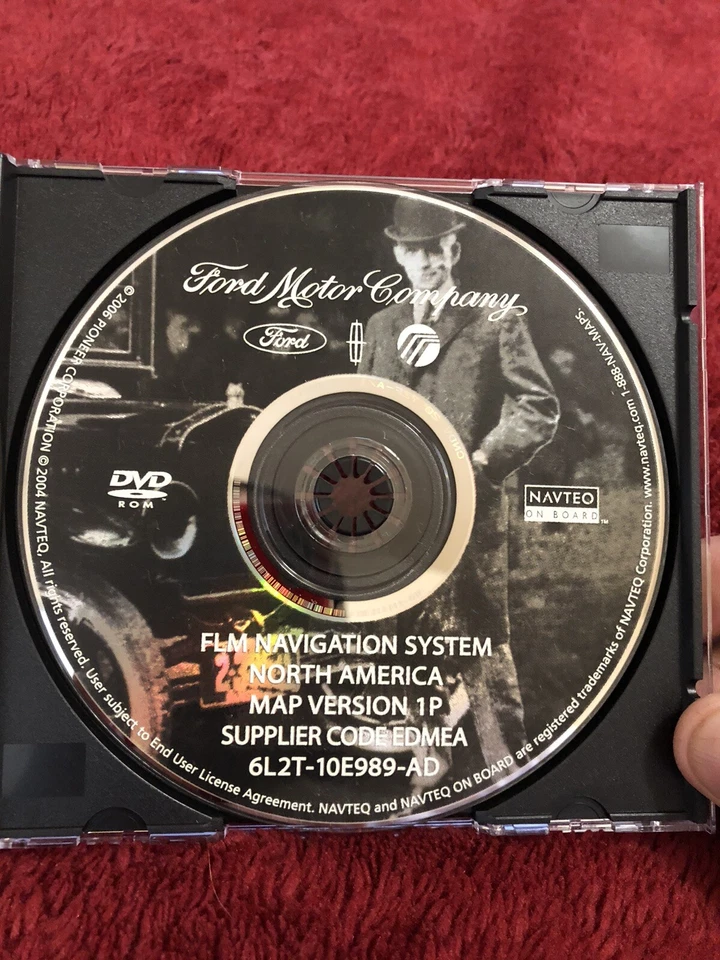 Ford Motor Company
Ford
DVD
ROM
NAVTEQ
ON BOARD™
FLM NAVIGATION SYSTEM
NORTH AMERICA
MAP VERSION 1P
SUPPLIER CODE EDMEA
6L2T-10E989-AD
© 2006 PIONEER CORPORATION © 2004 NAVTEQ, All rights reserved. User subject to End User License Agreement. NAVTEQ and NAVTEQ ON BOARD are registered trademarks of NAVTEQ Corporation. www.navteq.com 1-888-NAV-MAPS.